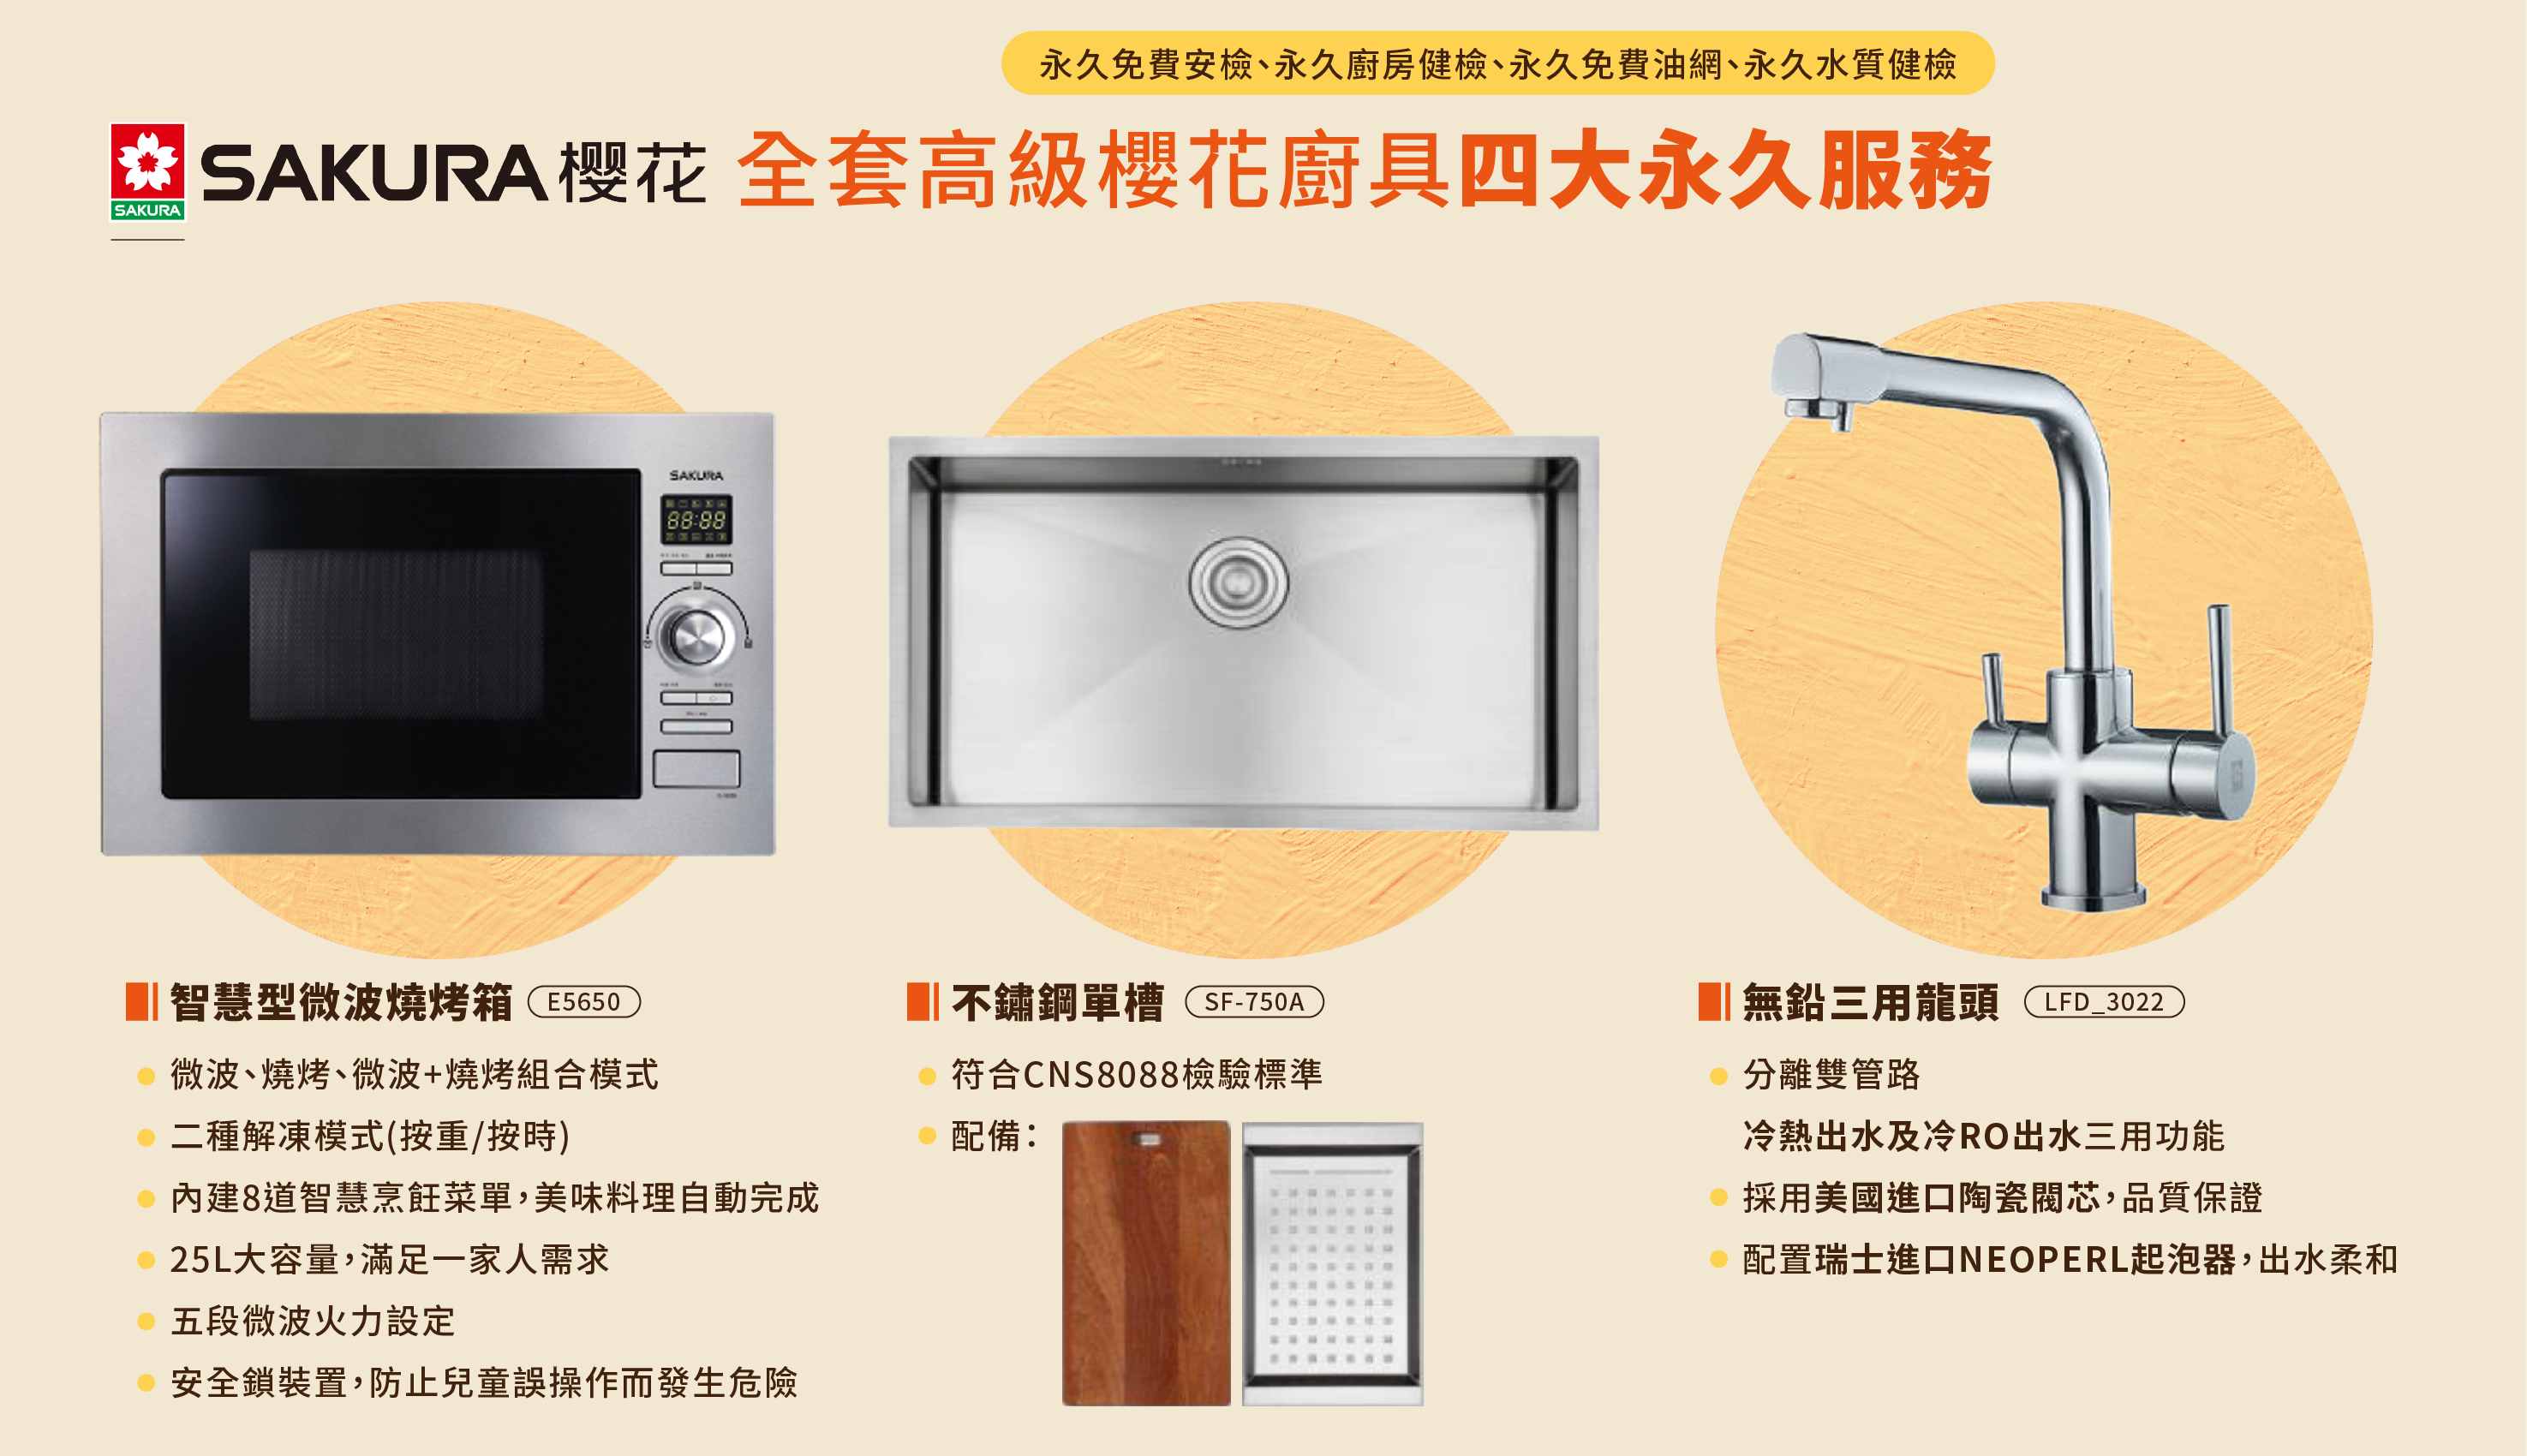 永久免費安檢、永久廚房健檢、永久免費油網、永久水質健檢
SAKURA
SAKURA櫻花 全套高級櫻花廚具四大永久服務
SAKURA
88:88
智慧型微波燒烤箱 E5650
微波、燒烤、微波+燒烤組合模式
二種解凍模式(按重/按時)
內建8道智慧烹飪菜單,美味料理自動完成
25L大容量,滿足一家人需求
五段微波火力設定
安全鎖裝置,防止兒童誤操作而發生危險
不鏽鋼單槽 SF-750A
符合CNS8088檢驗標準
配備:
無鉛三用龍頭 LFD_3022
分離雙管路
冷熱出水及冷RO出水三用功能
採用美國進口陶瓷閥芯,品質保證
配置瑞士進口NEOPERL起泡器,出水柔和